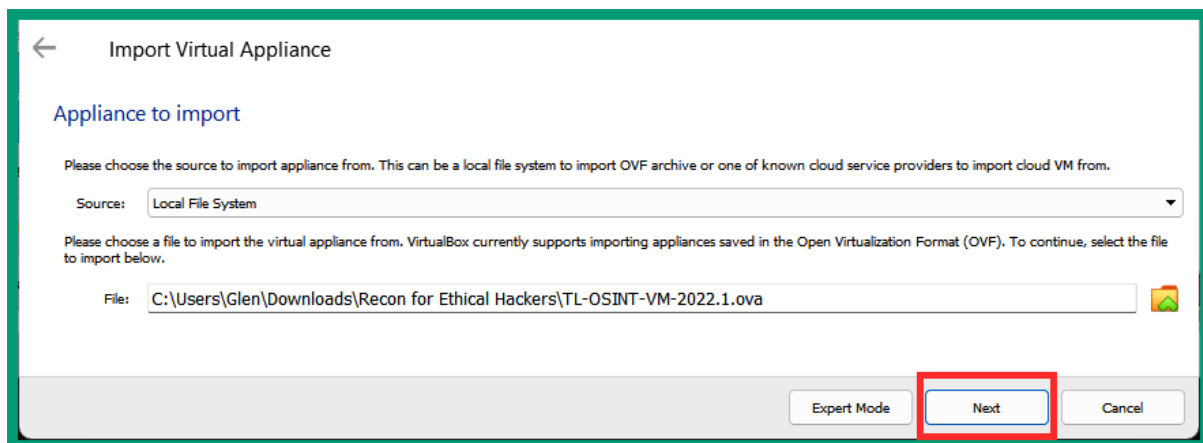 Import Virtual Appliance
Appliance to import
Please choose the source to import appliance from. This can be a local file system to import OVF archive or one of known cloud service providers to import cloud VM from.
Source: Local File System
Please choose a file to import the virtual appliance from. VirtualBox currently supports importing appliances saved in the Open Virtualization Format (OVF). To continue, select the file
to import below.
File: C:\Users\Glen\Downloads\Recon for Ethical Hackers\TL-OSINT-VM-2022.1.ova
Expert Mode Next Cancel